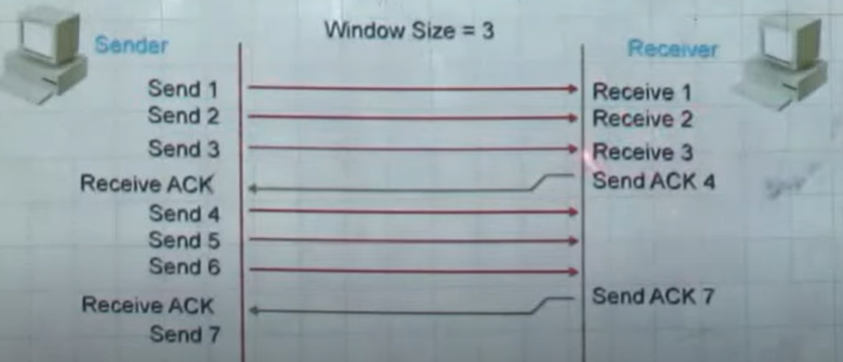 Window Size = 3
Sender
Receiver
Send 1
Receive 1
Send 2
Receive 2
Send 3
Receive 3
Receive ACK
Send ACK 4
Send 4
Send 5
Send 6
Send ACK 7
Receive ACK
Send 7